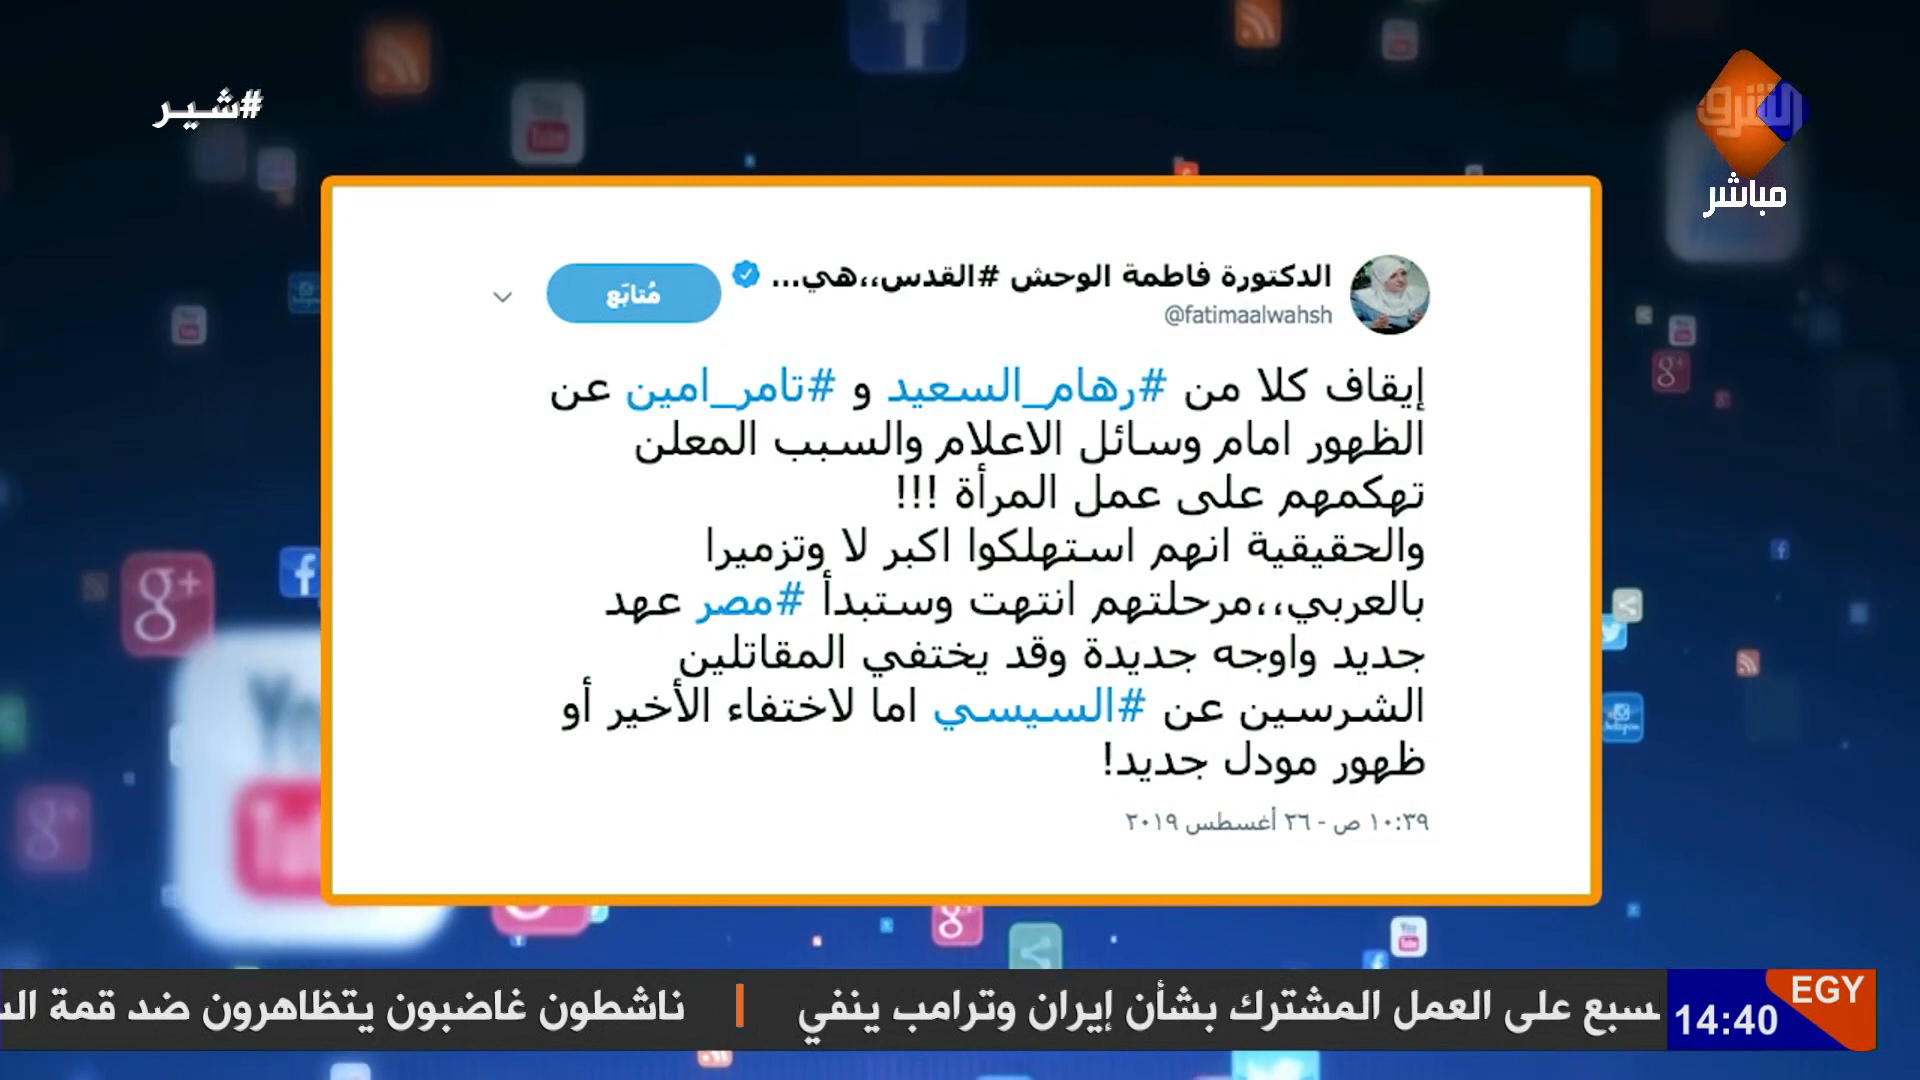 #شير
الشرق
مباشر
الدكتورة فاطمة الوحش #القدس،،هي...
مُتابَع
@fatimaalwahsh
إيقاف كلا من #رهام_السعيد و #تامر_امين عن
الظهور امام وسائل الاعلام والسبب المعلن
تهكمهم على عمل المرأة !!!
والحقيقية انهم استهلكوا اكبر لا وتزميرا
بالعربي،،مرحلتهم انتهت وستبدأ #مصر عهد
جديد واوجه جديدة وقد يختفي المقاتلين
الشرسين عن #السيسي اما لاختفاء الأخير أو
ظهور مودل جديد!
١٠:٣٩ ص - ٢٦ أغسطس ٢٠١٩
لسبع على العمل المشترك بشأن إيران وترامب ينفي | ناشطون غاضبون يتظاهرون ضد قمة
EGY
14:40